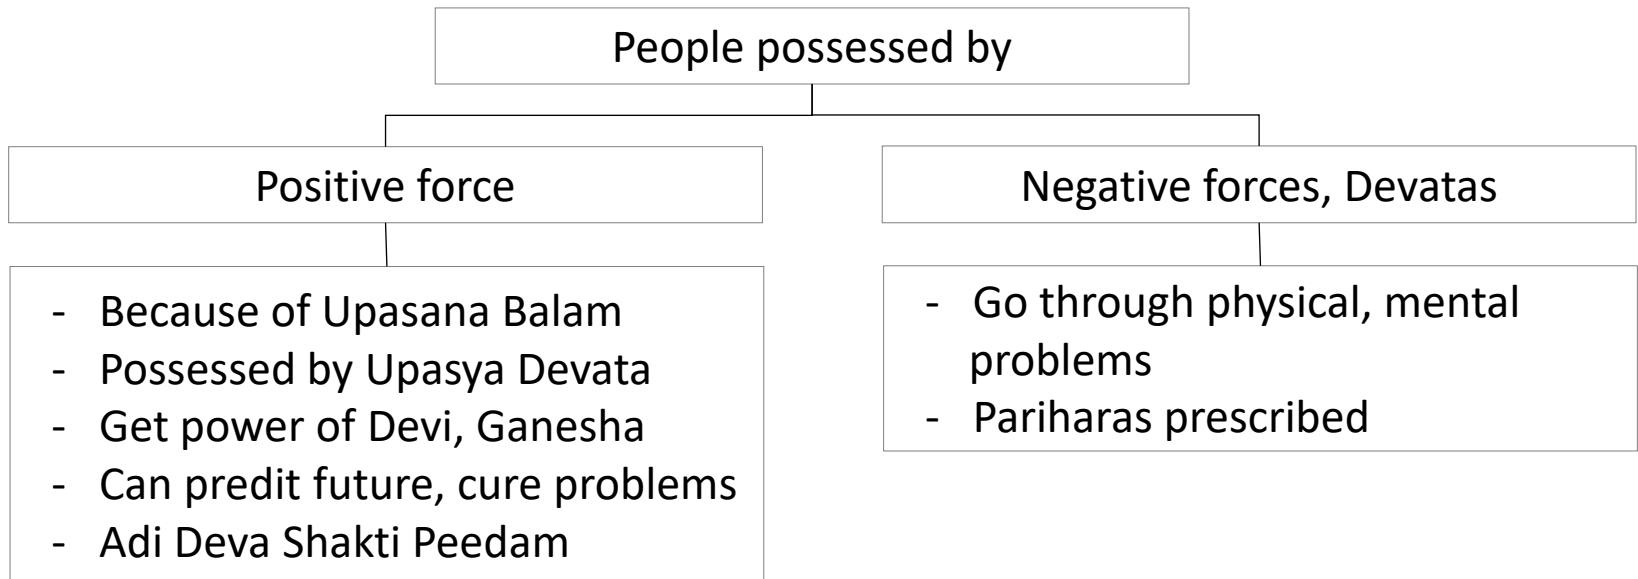 People possessed by
Positive force
- Because of Upasana Balam
- Possessed by Upasya Devata
- Get power of Devi, Ganesha
- Can predit future, cure problems
- Adi Deva Shakti Peedam
Negative forces, Devatas
- Go through physical, mental
problems
- Pariharas prescribed